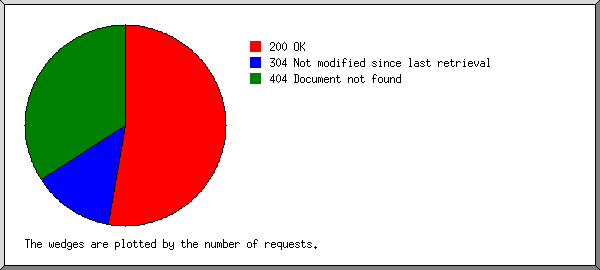 200 OK
304 Not modified since last retrieval
404 Document not found
The wedges are plotted by the number of requests.